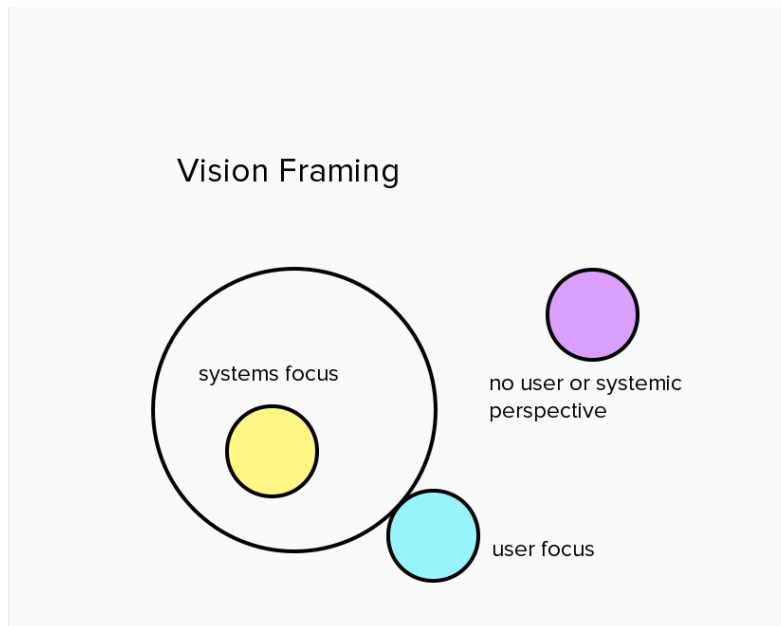 Vision Framing
systems focus
no user or systemic
perspective
user focus